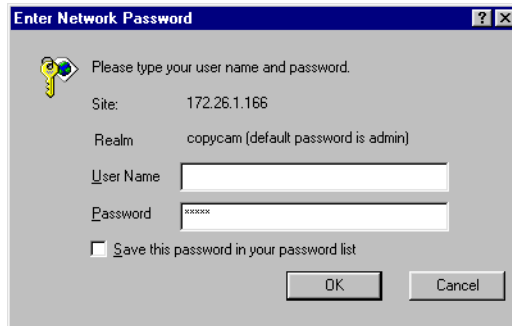 Enter Network Password
Please type your user name and password.
Site: 172.26.1.166
Realm copycam (default password is admin)
User Name
Password xxxxx
Save this password in your password list
OK Cancel